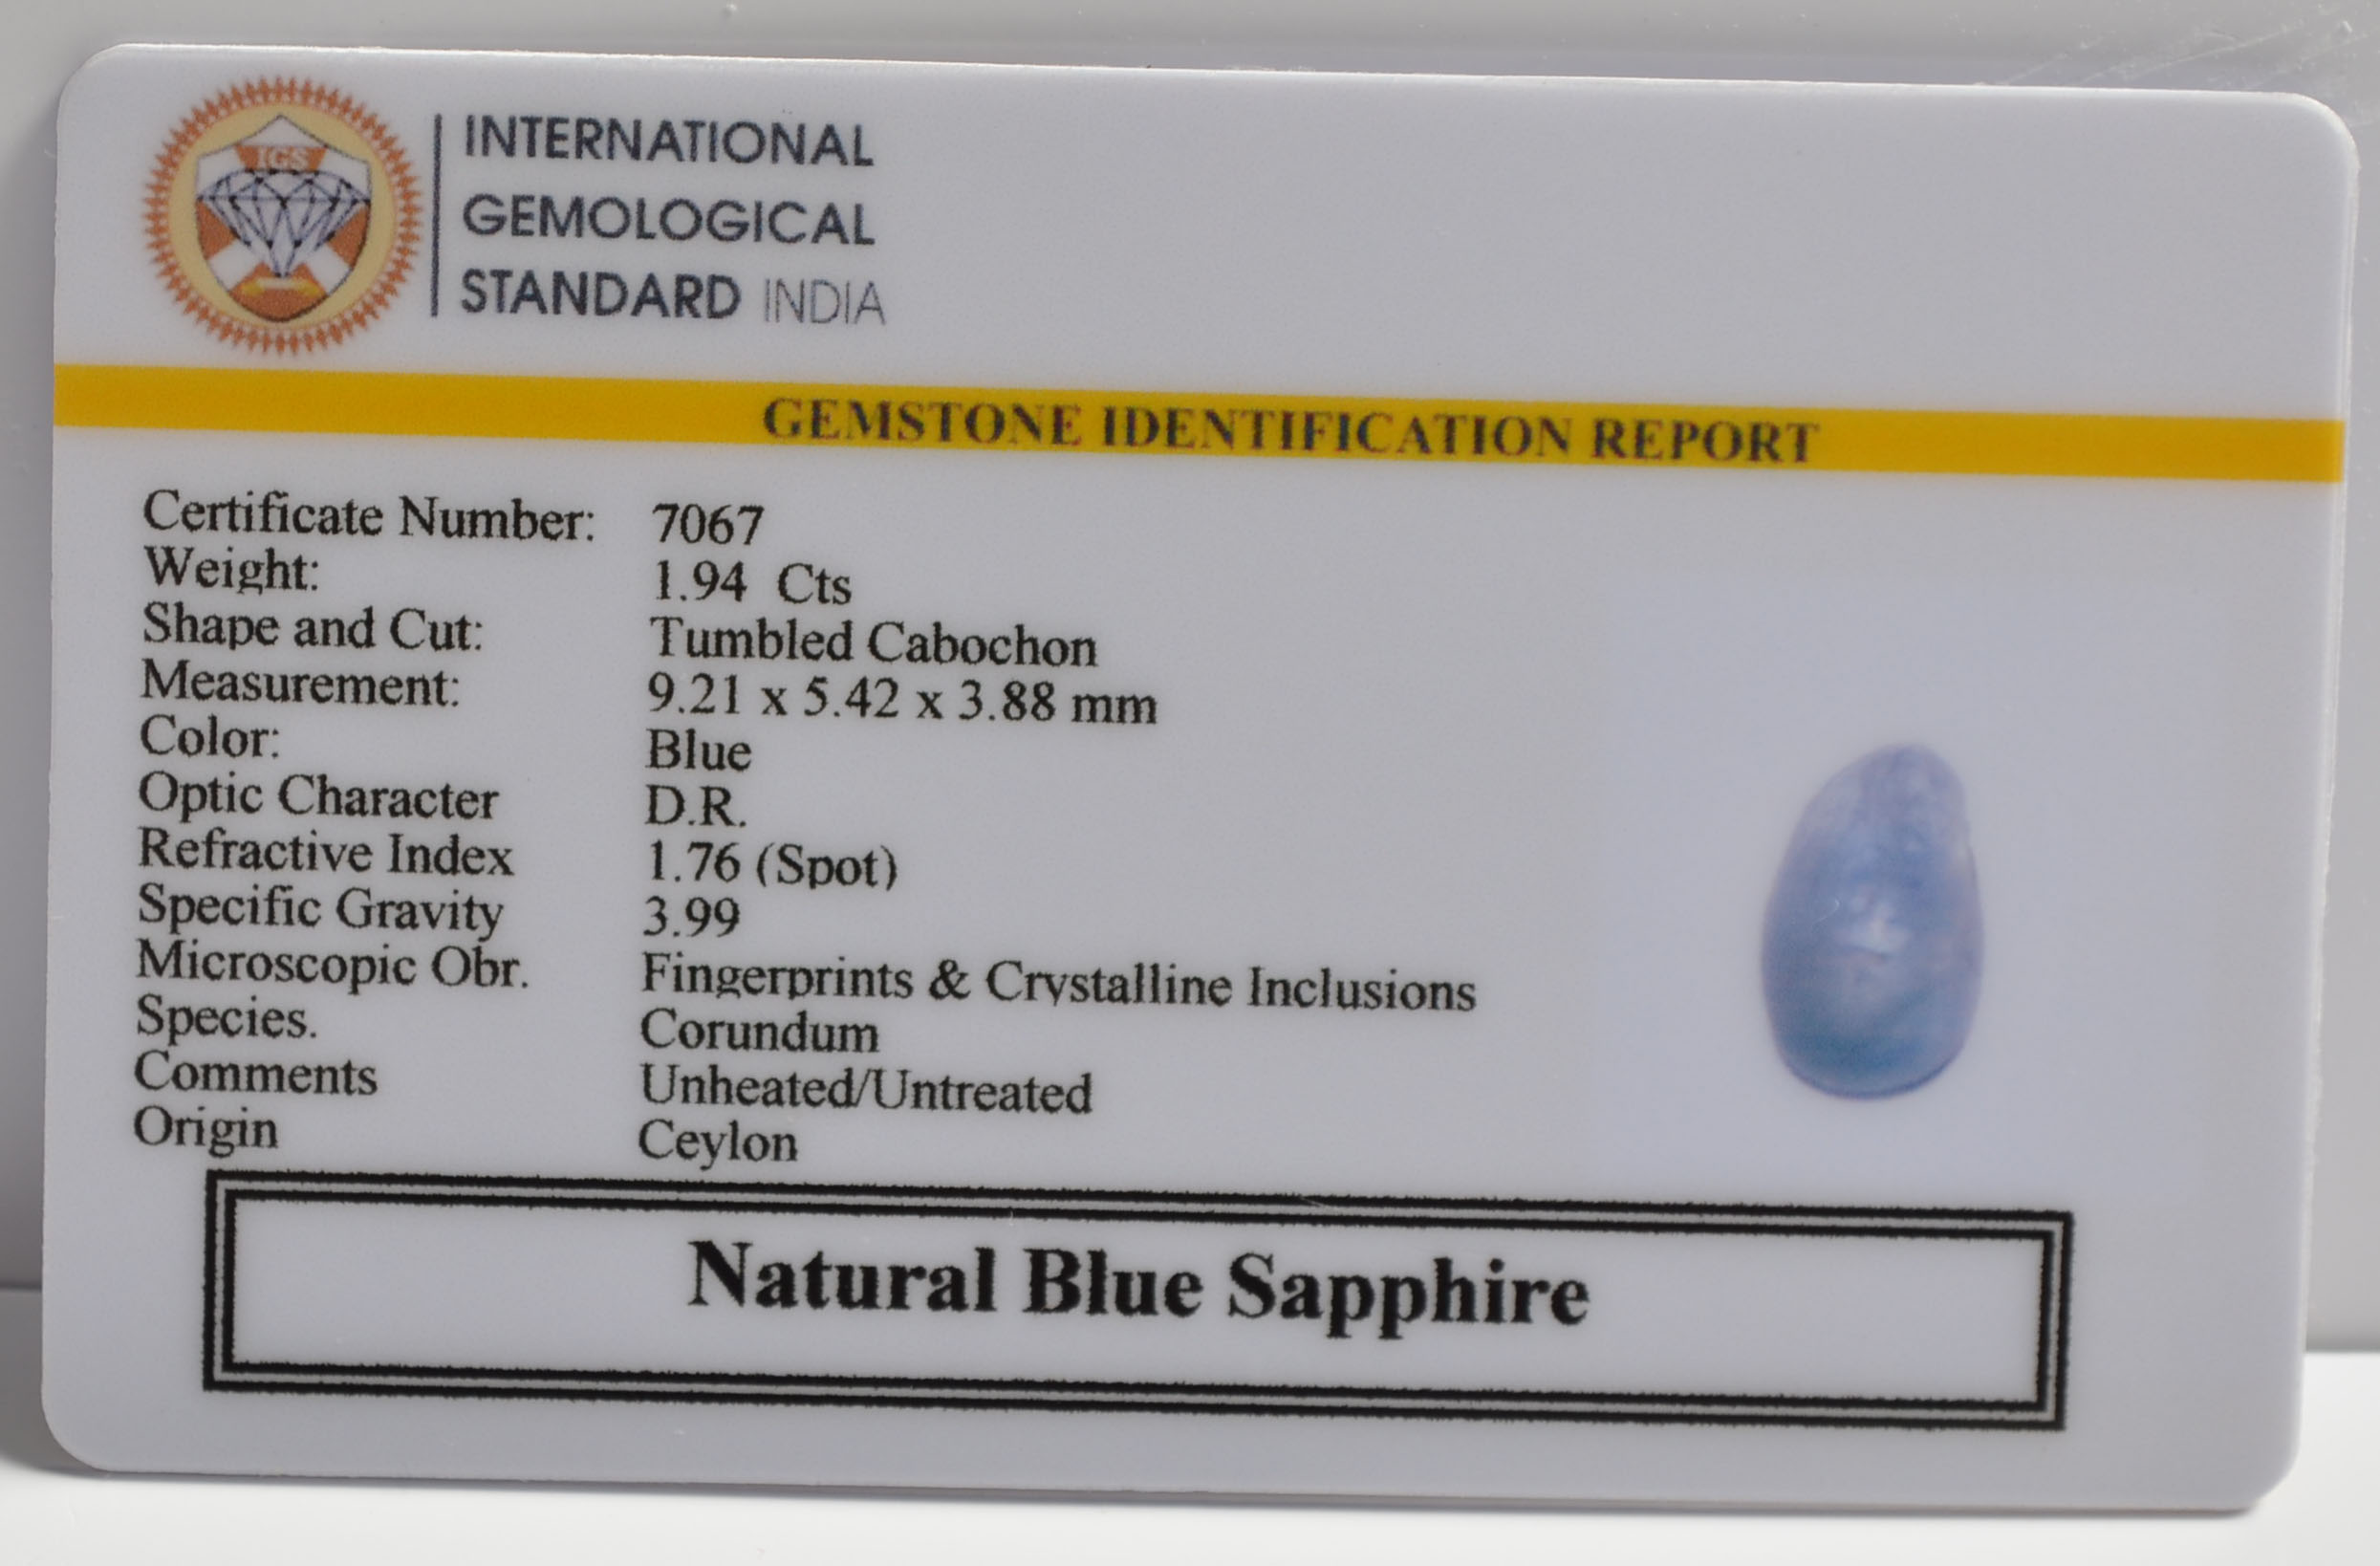 IGS
INTERNATIONAL
GEMOLOGICAL
STANDARD INDIA
GEMSTONE IDENTIFICATION REPORT
Certificate Number: 7067
Weight: 1.94 Cts
Shape and Cut: Tumbled Cabochon
Measurement: 9.21 x 5.42 x 3.88 mm
Color: Blue
Optic Character D.R.
Refractive Index 1.76 (Spot)
Specific Gravity 3.99
Microscopic Obr. Fingerprints & Crystalline Inclusions
Species. Corundum
Comments Unheated/Untreated
Origin Ceylon
Natural Blue Sapphire